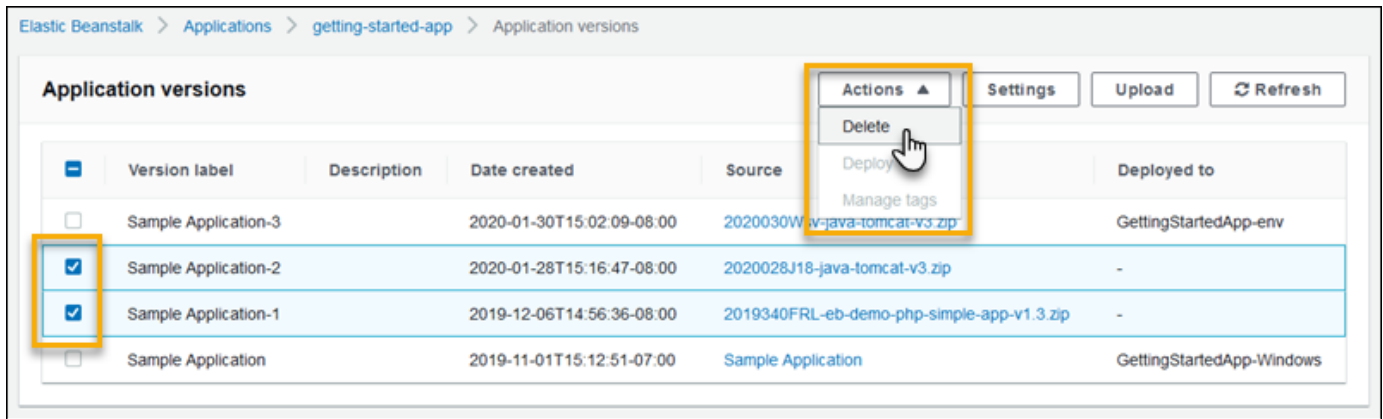 Elastic Beanstalk > Applications > getting-started-app > Application versions
Application versions Actions ▲ Settings Upload Refresh
Delete
Deploy
Manage tags
Version label Description Date created Source Deployed to
Sample Application-3 2020-01-30T15:02:09-08:00 -java-tomcat-v3.zip GettingStartedApp-env
Sample Application-2 2020-01-28T15:16:47-08:00 2020028J18-java-tomcat-v3.zip -
Sample Application-1 2019-12-06T14:56:36-08:00 2019340FRL-eb-demo-php-simple-app-v1.3.zip -
Sample Application 2019-11-01T15:12:51-07:00 Sample Application GettingStartedApp-Windows